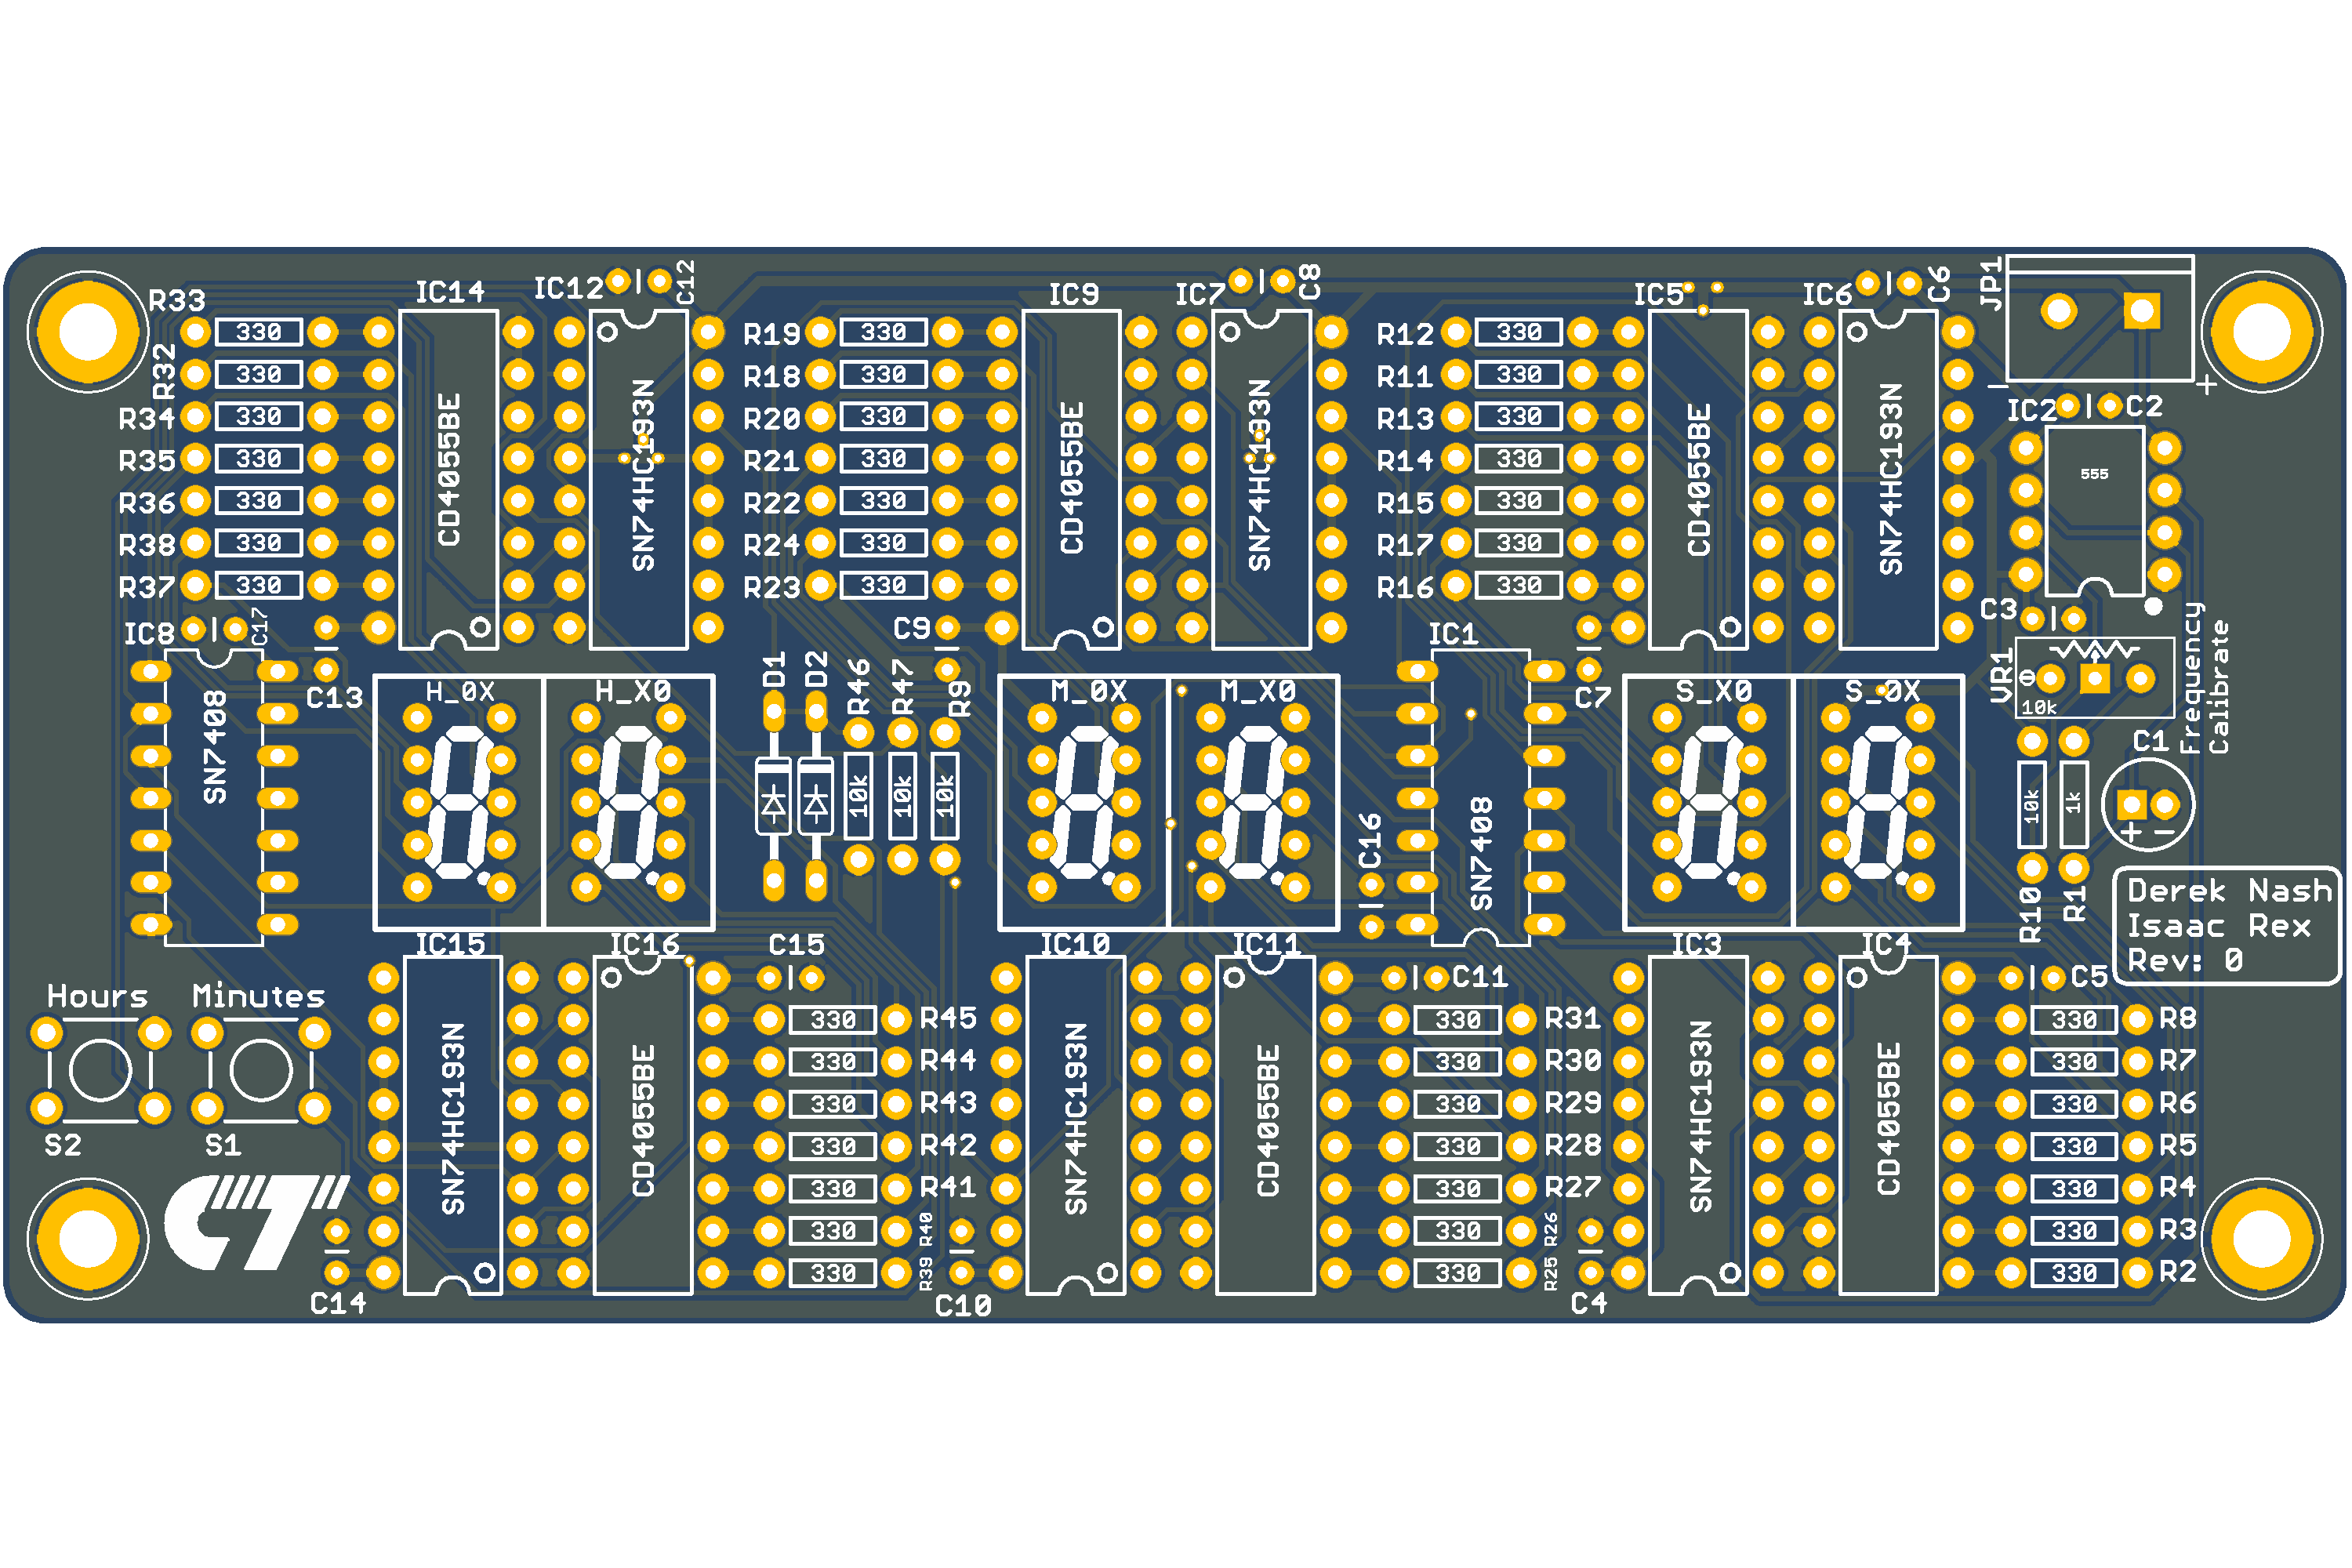 IC14
IC12
C12
IC9
IC7
C8
IC5
IC6
C6
JP1
- +
R33 330
R32 330
R34 330
R35 330
R36 330
R38 330
R37 330
CD4055BE
SN74HC193N
R19 330
R18 330
R20 330
R21 330
R22 330
R24 330
R23 330
CD4055BE
SN74HC193N
R12 330
R11 330
R13 330
R14 330
R15 330
R17 330
R16 330
CD4055BE
SN74HC193N
IC2
C2
555
C3
IC8
C17
SN7408
C13
C9
IC1
SN7408
C7
C16
VR1
10k
Frequency
Calibrate
H_0X
H_X0
D1
D2
R46
10k
R47
10k
R9
10k
M_0X
M_X0
S_X0
S_0X
R10
10k
R1
1k
C1
+ -
Derek Nash
Isaac Rex
Rev: 0
IC15
IC16
C15
IC10
IC11
C11
IC3
IC4
C5
Hours
Minutes
S2
S1
CT
C14
SN74HC193N
CD4055BE
330 R45
330 R44
330 R43
330 R42
330 R41
330 R40
330 R39
C10
SN74HC193N
CD4055BE
330 R31
330 R30
330 R29
330 R28
330 R27
330 R26
330 R25
C4
SN74HC193N
CD4055BE
330 R8
330 R7
330 R6
330 R5
330 R4
330 R3
330 R2